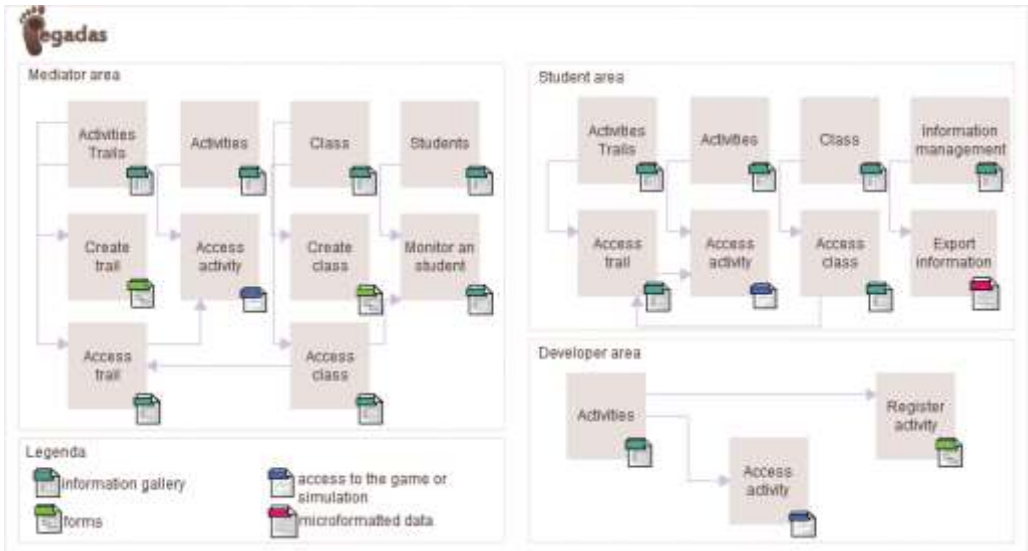 Pegadas
Mediator area
Activities
Trails
Activities
Class
Students
Create
trail
Access
activity
Create
class
Monitor an
student
Access
trail
Access
class
Student area
Activities
Trails
Activities
Class
Information
management
Access
trail
Access
activity
Access
class
Export
information
Developer area
Activities
Register
activity
Access
activity
Legenda
information gallery
access to the game or
simulation
forms
microformatted data